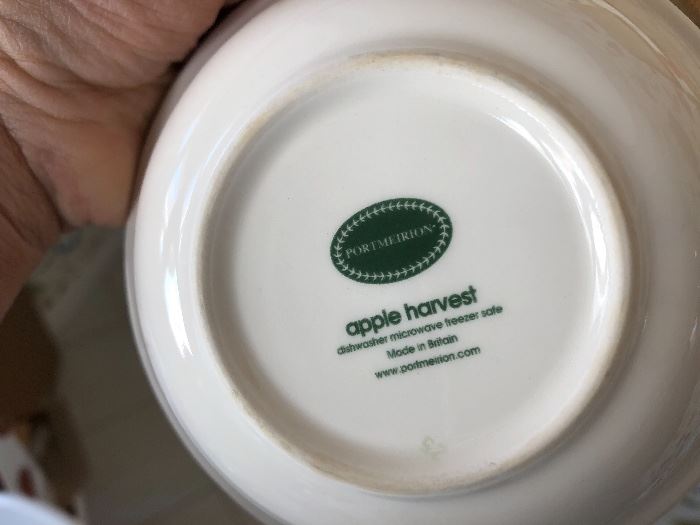 PORTMEIRION
apple harvest
dishwasher microwave freezer safe
Made in Britain
www.portmeirion.com